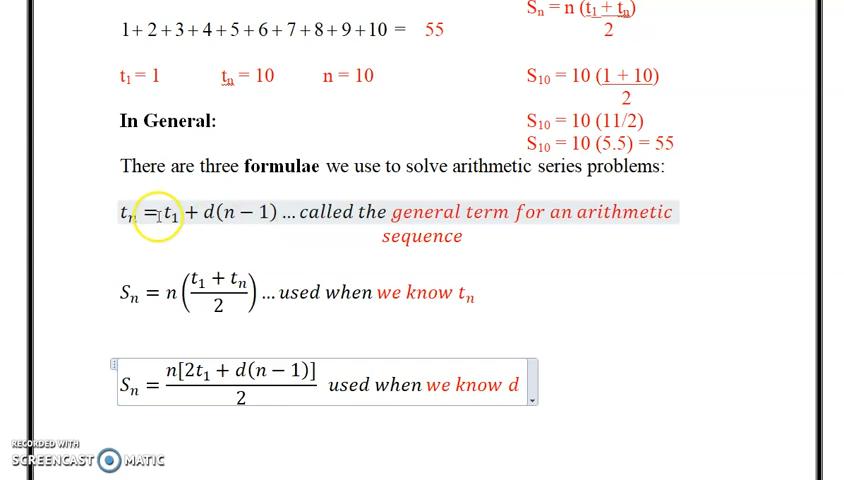 Sn = n (t1 + tn)
2
1+2+3+4+5+6+7+8+9+10 = 55
t1 = 1 tn = 10 n = 10
S10 = 10 (1 + 10)
2
In General:
S10 = 10 (11/2)
S10 = 10 (5.5) = 55
There are three formulae we use to solve arithmetic series problems:
tn = t1 + d(n − 1) ... called the general term for an arithmetic
sequence
Sn = n((t1 + tn)/2) ... used when we know tn
Sn = n[2t1 + d(n − 1)]/2 used when we know d
RECORDED WITH
SCREENCAST MATIC